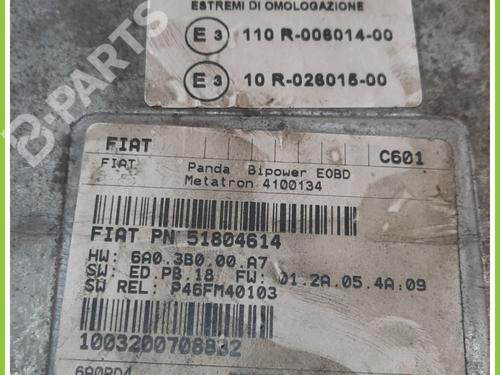 ESTREMI DI OMOLOGAZIONE
E 3 110 R-006014-00
E 3 10 R-026015-00
B-PARTS
FIAT C601
FIAT Panda Bipower EOBD
Metatron 4100134
FIAT PN 51804614
HW: 6A0.3B0.00.A7
SW: ED.PB.18 FW: 01.2A.05.4A:09
SW REL: P46FM40103
1003200708832
6A0BD4